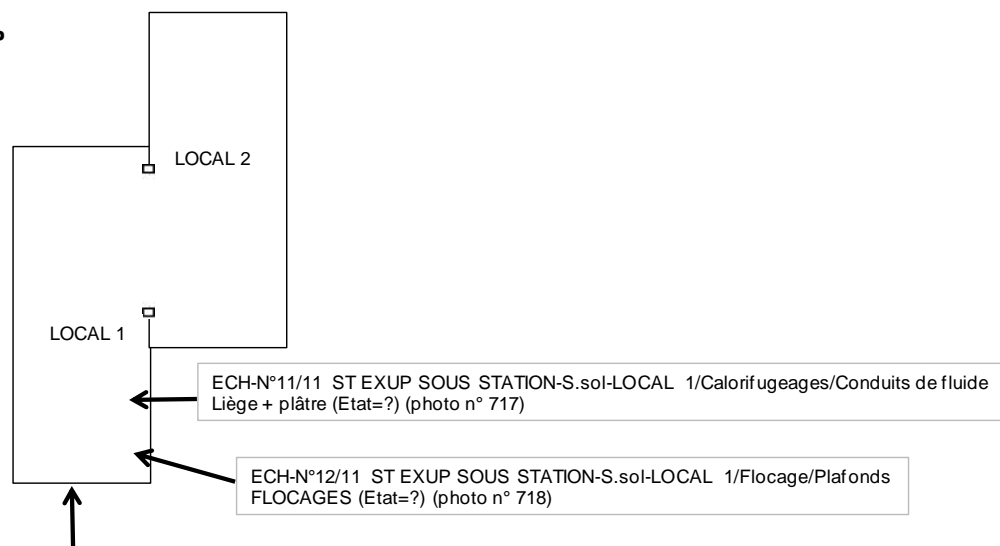 LOCAL 2
LOCAL 1
ECH-N°11/11 ST EXUP SOUS STATION-S.sol-LOCAL 1/Calorifugeages/Conduits de fluide
Liège + plâtre (Etat=?) (photo n° 717)
ECH-N°12/11 ST EXUP SOUS STATION-S.sol-LOCAL 1/Flocage/Plafonds
FLOCAGES (Etat=?) (photo n° 718)